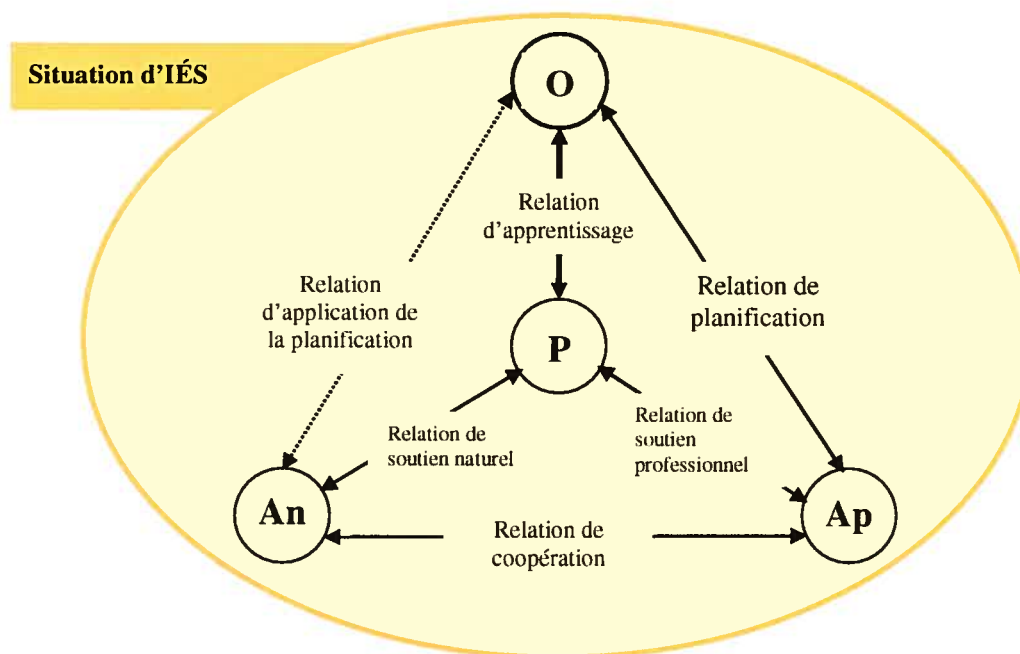 Situation d'IÉS
O
Relation
d'apprentissage
Relation
d'application de
la planification
Relation de
planification
P
Relation de
soutien naturel
Relation de
soutien
professionnel
An
Ap
Relation de
coopération